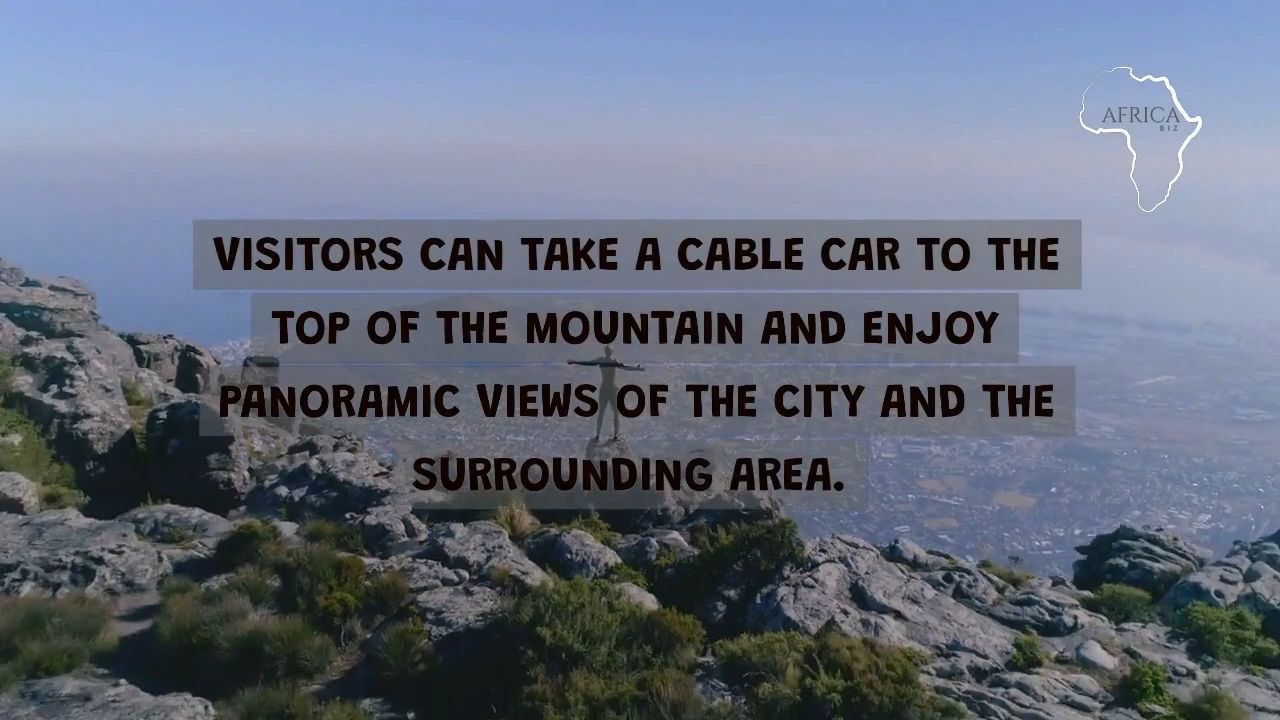 AFRICA
BIZ
VISITORS CAN TAKE A CABLE CAR TO THE
TOP OF THE MOUNTAIN AND ENJOY
PANORAMIC VIEWS OF THE CITY AND THE
SURROUNDING AREA.